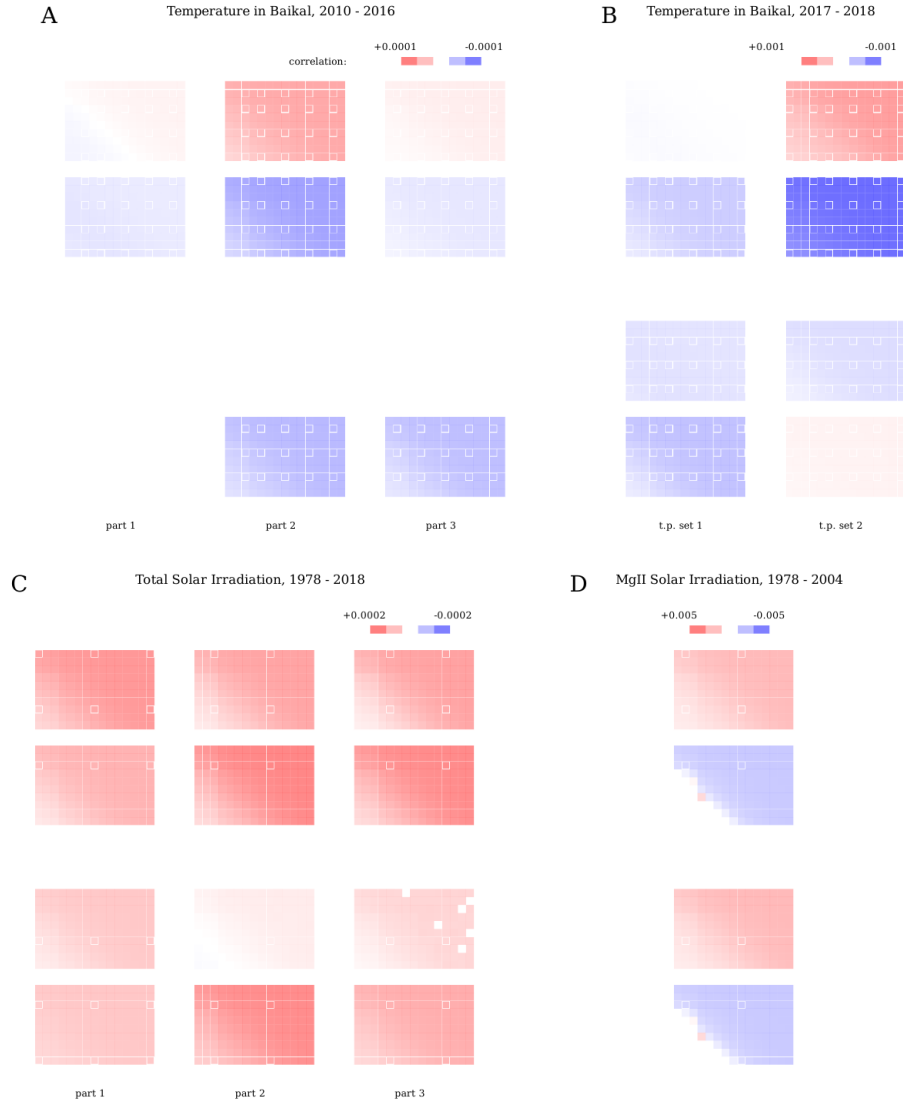 A
Temperature in Baikal, 2010 - 2016
correlation:
+0.0001
-0.0001
part 1
part 2
part 3
B
Temperature in Baikal, 2017 - 2018
+0.001
-0.001
t.p. set 1
t.p. set 2
C
Total Solar Irradiation, 1978 - 2018
+0.0002
-0.0002
part 1
part 2
part 3
D
MgII Solar Irradiation, 1978 - 2004
+0.005
-0.005